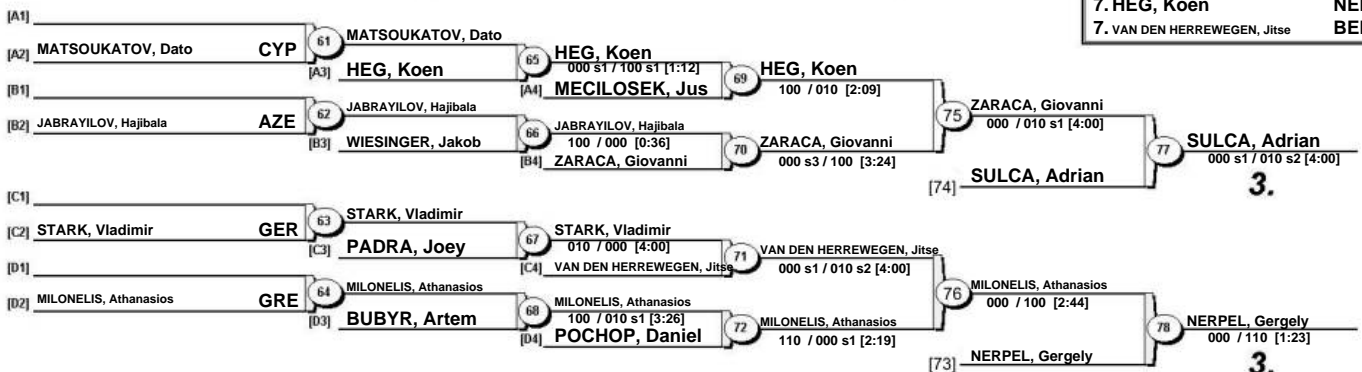 7. HEG, Koen
7. VAN DEN HERREWEGEN, Jitse
[A1]
[A2] MATSOUKATOV, Dato CYP
61 MATSOUKATOV, Dato
[A3] HEG, Koen
65 HEG, Koen
000 s1 / 100 s1 [1:12]
[A4] MECILOSEK, Jus
69 HEG, Koen
100 / 010 [2:09]
[B1]
[B2] JABRAYILOV, Hajibala AZE
62 JABRAYILOV, Hajibala
[B3] WIESINGER, Jakob
66 JABRAYILOV, Hajibala
100 / 000 [0:36]
[B4] ZARACA, Giovanni
70 ZARACA, Giovanni
000 s3 / 100 [3:24]
75 ZARACA, Giovanni
000 / 010 s1 [4:00]
[74] SULCA, Adrian
77 SULCA, Adrian
000 s1 / 010 s2 [4:00]
3.
[C1]
[C2] STARK, Vladimir GER
63 STARK, Vladimir
[C3] PADRA, Joey
67 STARK, Vladimir
010 / 000 [4:00]
[C4] VAN DEN HERREWEGEN, Jitse
71 VAN DEN HERREWEGEN, Jitse
000 s1 / 010 s2 [4:00]
[D1]
[D2] MILONELIS, Athanasios GRE
64 MILONELIS, Athanasios
[D3] BUBYR, Artem
68 MILONELIS, Athanasios
100 / 010 s1 [3:26]
[D4] POCHOP, Daniel
72 MILONELIS, Athanasios
110 / 000 s1 [2:19]
76 MILONELIS, Athanasios
000 / 100 [2:44]
[73] NERPEL, Gergely
78 NERPEL, Gergely
000 / 110 [1:23]
3.